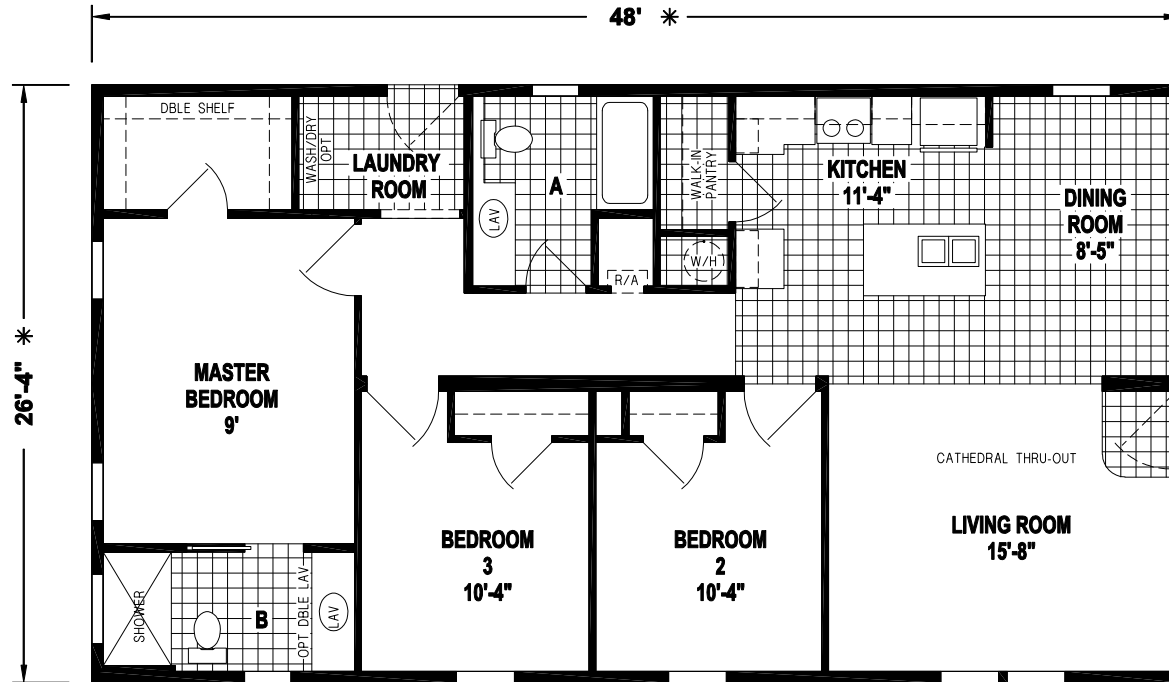 48' ✳
26'-4" ✳
DBLE SHELF
WASH/DRY
OPT
LAUNDRY
ROOM
A
LAV
R/A
WALK-IN
PANTRY
W/H
KITCHEN
11'-4"
DINING
ROOM
8'-5"
MASTER
BEDROOM
9'
CATHEDRAL THRU-OUT
LIVING ROOM
15'-8"
BEDROOM
3
10'-4"
BEDROOM
2
10'-4"
SHOWER
B
OPT DBLE LAV
LAV